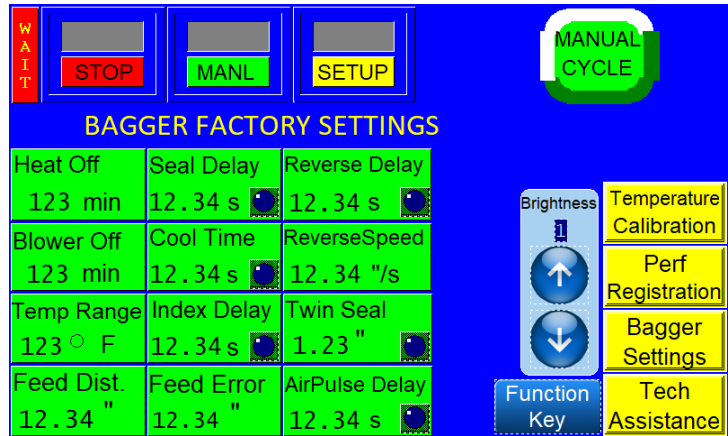 WAIT
STOP
MANL
SETUP
MANUAL
CYCLE
BAGGER FACTORY SETTINGS
Heat Off
123 min
Seal Delay
12.34 s
Reverse Delay
12.34 s
Blower Off
123 min
Cool Time
12.34 s
ReverseSpeed
12.34 "/s
Temp Range
123 ° F
Index Delay
12.34 s
Twin Seal
1.23 "
Feed Dist.
12.34 "
Feed Error
12.34 "
AirPulse Delay
12.34 s
Brightness
1
Function
Key
Temperature
Calibration
Perf
Registration
Bagger
Settings
Tech
Assistance